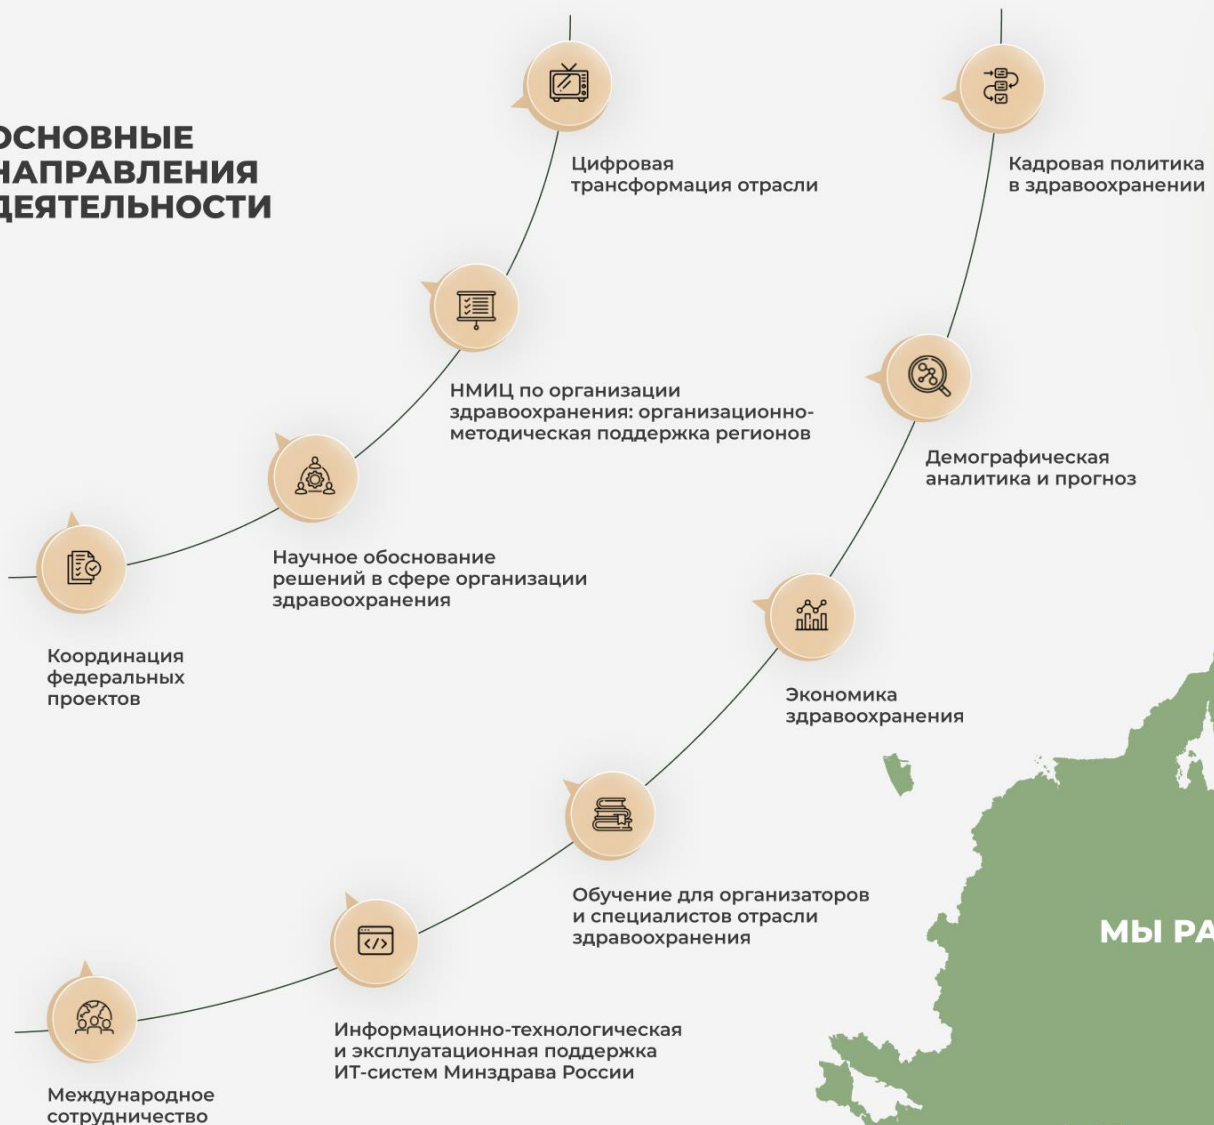 ОСНОВНЫЕ
НАПРАВЛЕНИЯ
ДЕЯТЕЛЬНОСТИ
Цифровая
трансформация отрасли
Кадровая политика
в здравоохранении
НМИЦ по организации
здравоохранения: организационно-
методическая поддержка регионов
Демографическая
аналитика и прогноз
Научное обоснование
решений в сфере организации
здравоохранения
Координация
федеральных
проектов
Экономика
здравоохранения
Обучение для организаторов
и специалистов отрасли
здравоохранения
Информационно-технологическая
и эксплуатационная поддержка
ИТ-систем Минздрава России
Международное
сотрудничество
МЫ РА